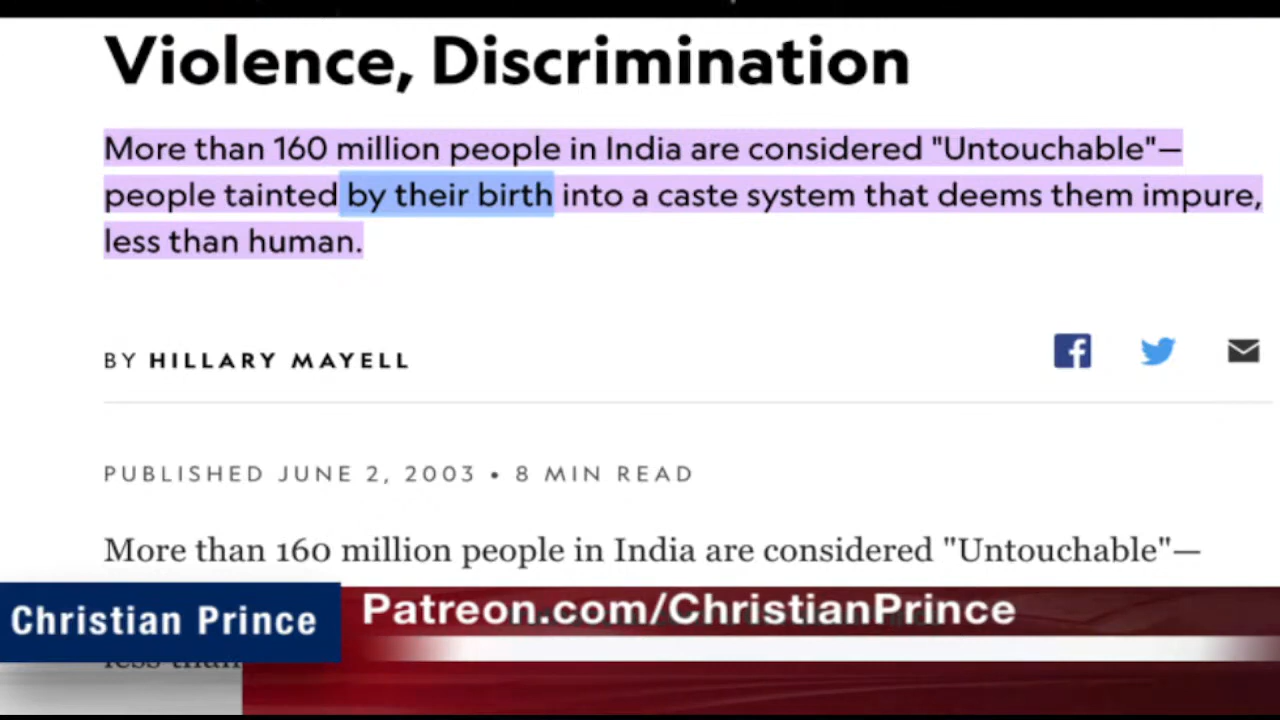 Violence, Discrimination
More than 160 million people in India are considered "Untouchable"—
people tainted by their birth into a caste system that deems them impure,
less than human.
BY HILLARY MAYELL
PUBLISHED JUNE 2, 2003 • 8 MIN READ
More than 160 million people in India are considered "Untouchable"—
Christian Prince
Patreon.com/ChristianPrince
less than